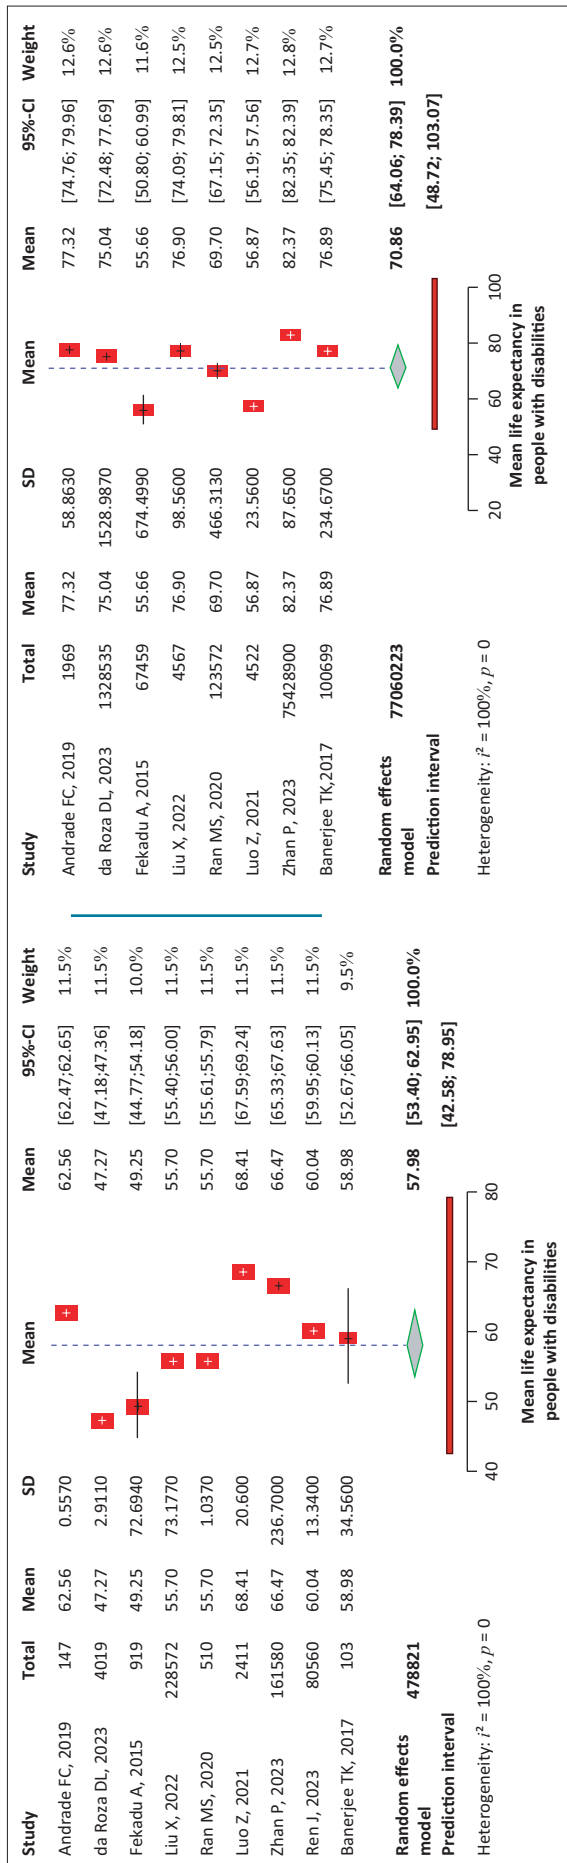 Study Total Mean SD Mean Mean 95%-CI Weight
Andrade FC, 2019 147 62.56 0.5570 62.56 [62.47;62.65] 11.5%
da Roza DL, 2023 4019 47.27 2.9110 47.27 [47.18;47.36] 11.5%
Fekadu A, 2015 919 49.25 72.6940 49.25 [44.77;54.18] 10.0%
Liu X, 2022 228572 55.70 73.1770 55.70 [55.40;56.00] 11.5%
Ran MS, 2020 510 55.70 1.0370 55.70 [55.61;55.79] 11.5%
Luo Z, 2021 2411 68.41 20.600 68.41 [67.59;69.24] 11.5%
Zhan P, 2023 161580 66.47 236.7000 66.47 [65.33;67.63] 11.5%
Ren J, 2023 80560 60.04 13.3400 60.04 [59.95;60.13] 11.5%
Banerjee TK, 2017 103 58.98 34.5600 58.98 [52.67;66.05] 9.5%
Random effects
model 478821 57.98 [53.40; 62.95] 100.0%
Prediction interval [42.58; 78.95]
Heterogeneity: i² = 100%, p = 0
40 50 60 70 80
Mean life expectancy in
people with disabilities
Study Total Mean SD Mean Mean 95%-CI Weight
Andrade FC, 2019 1969 77.32 58.8630 77.32 [74.76; 79.96] 12.6%
da Roza DL, 2023 1328535 75.04 1528.9870 75.04 [72.48; 77.69] 12.6%
Fekadu A, 2015 67459 55.66 674.4990 55.66 [50.80; 60.99] 11.6%
Liu X, 2022 4567 76.90 98.5600 76.90 [74.09; 79.81] 12.5%
Ran MS, 2020 123572 69.70 466.3130 69.70 [67.15; 72.35] 12.5%
Luo Z, 2021 4522 56.87 23.5600 56.87 [56.19; 57.56] 12.7%
Zhan P, 2023 75428900 82.37 87.6500 82.37 [82.35; 82.39] 12.8%
Banerjee TK,2017 100699 76.89 234.6700 76.89 [75.45; 78.35] 12.7%
Random effects
model 77060223 70.86 [64.06; 78.39] 100.0%
Prediction interval [48.72; 103.07]
Heterogeneity: i² = 100%, p = 0
20 40 60 80 100
Mean life expectancy in
people with disabilities